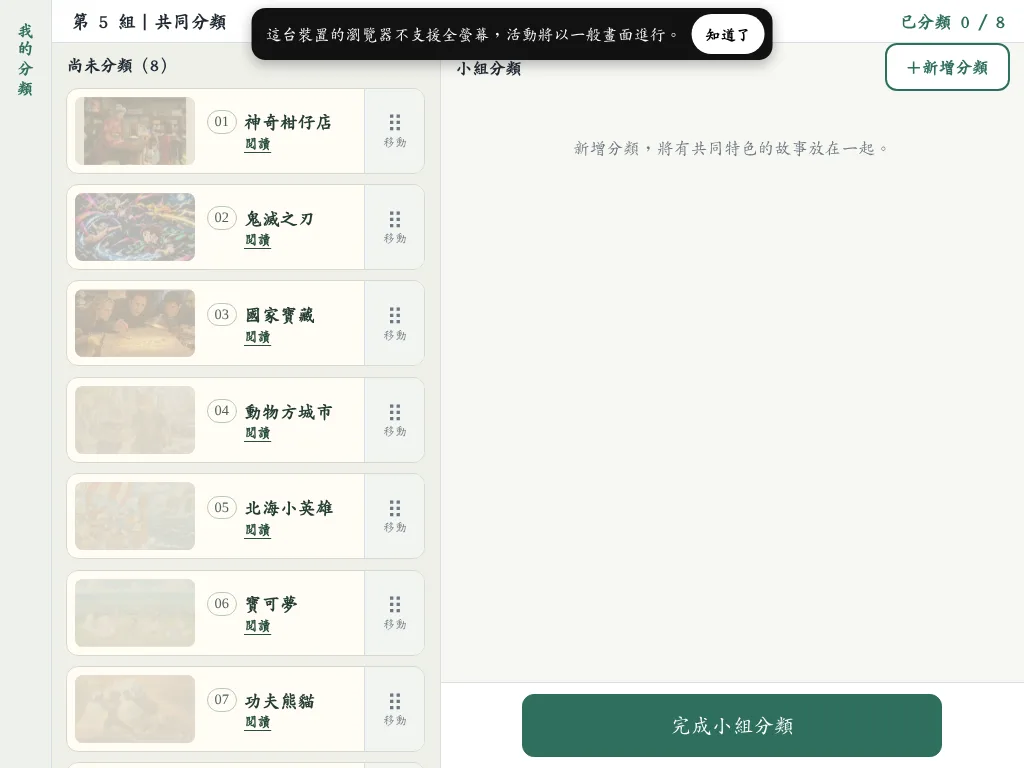 我的分類
第 5 組｜共同分類
這台裝置的瀏覽器不支援全螢幕，活動將以一般畫面進行。
知道了
已分類 0 / 8
尚未分類（8）
01 神奇柑仔店
閱讀
移動
02 鬼滅之刃
閱讀
移動
03 國家寶藏
閱讀
移動
04 動物方城市
閱讀
移動
05 北海小英雄
閱讀
移動
06 寶可夢
閱讀
移動
07 功夫熊貓
閱讀
移動
小組分類
＋新增分類
新增分類，將有共同特色的故事放在一起。
完成小組分類